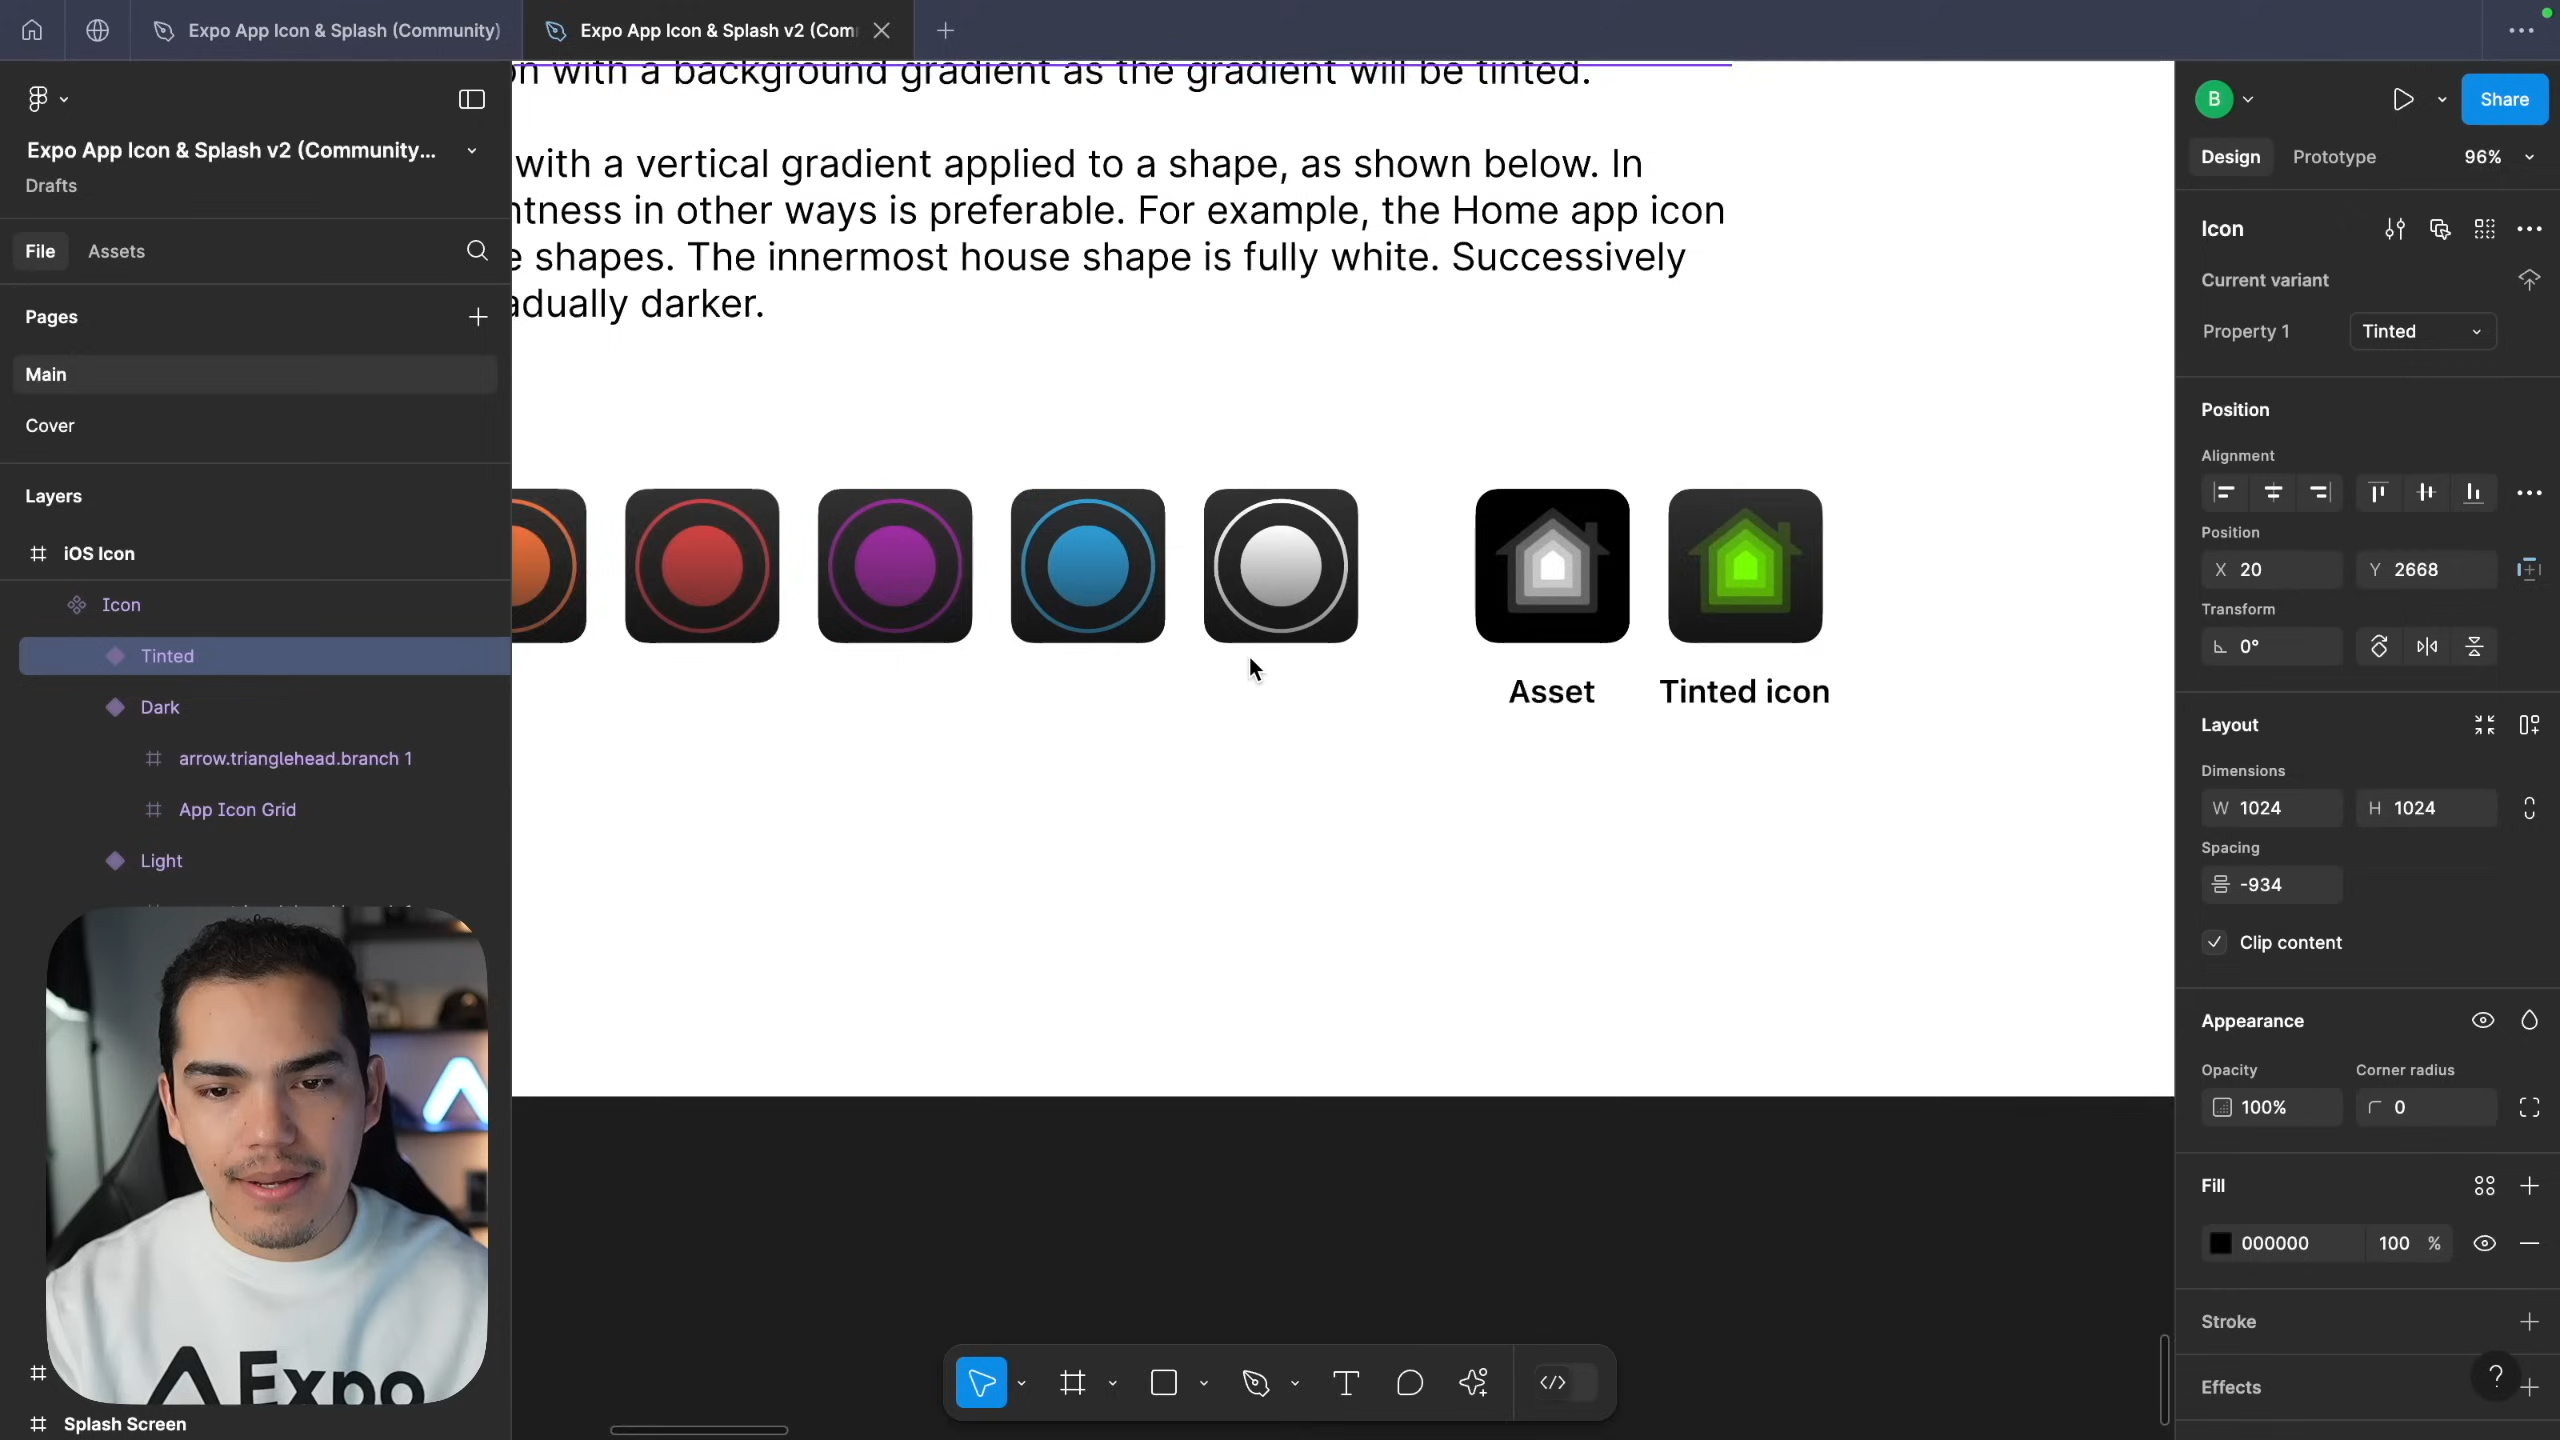 Expo App Icon & Splash (Community)
Expo App Icon & Splash v2 (Com
Expo App Icon & Splash v2 (Community...
Drafts
File
Assets
Pages
Main
Cover
Layers
iOS Icon
Icon
Tinted
Dark
arrow.trianglehead.branch 1
App Icon Grid
Light
Splash Screen
Expo
on with a background gradient as the gradient will be tinted.
with a vertical gradient applied to a shape, as shown below. In
htness in other ways is preferable. For example, the Home app icon
e shapes. The innermost house shape is fully white. Successively
adually darker.
Asset
Tinted icon
B
Share
Design
Prototype
96%
Icon
Current variant
Property 1
Tinted
Position
Alignment
Position
X 20
Y 2668
Transform
0°
Layout
Dimensions
W 1024
H 1024
Spacing
-934
Clip content
Appearance
Opacity
Corner radius
100%
0
Fill
000000
100 %
Stroke
Effects
?